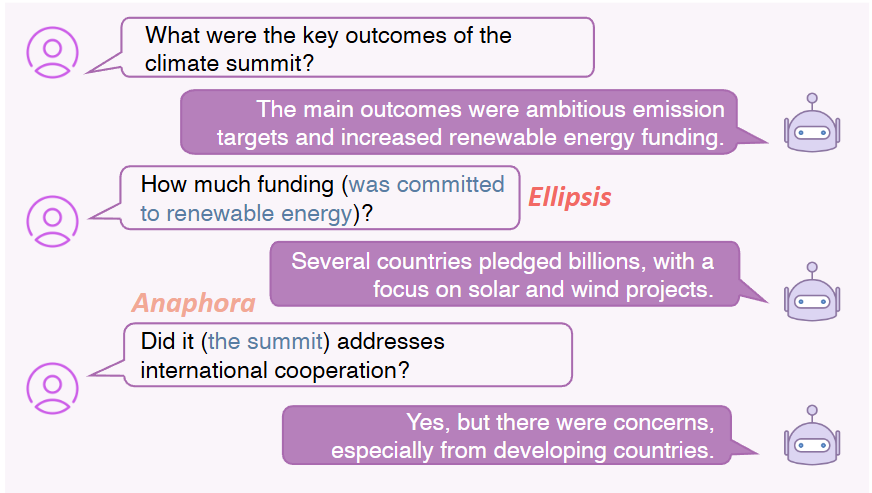 What were the key outcomes of the
climate summit?
The main outcomes were ambitious emission
targets and increased renewable energy funding.
How much funding (was committed
to renewable energy)?
Ellipsis
Several countries pledged billions, with a
focus on solar and wind projects.
Anaphora
Did it (the summit) addresses
international cooperation?
Yes, but there were concerns,
especially from developing countries.